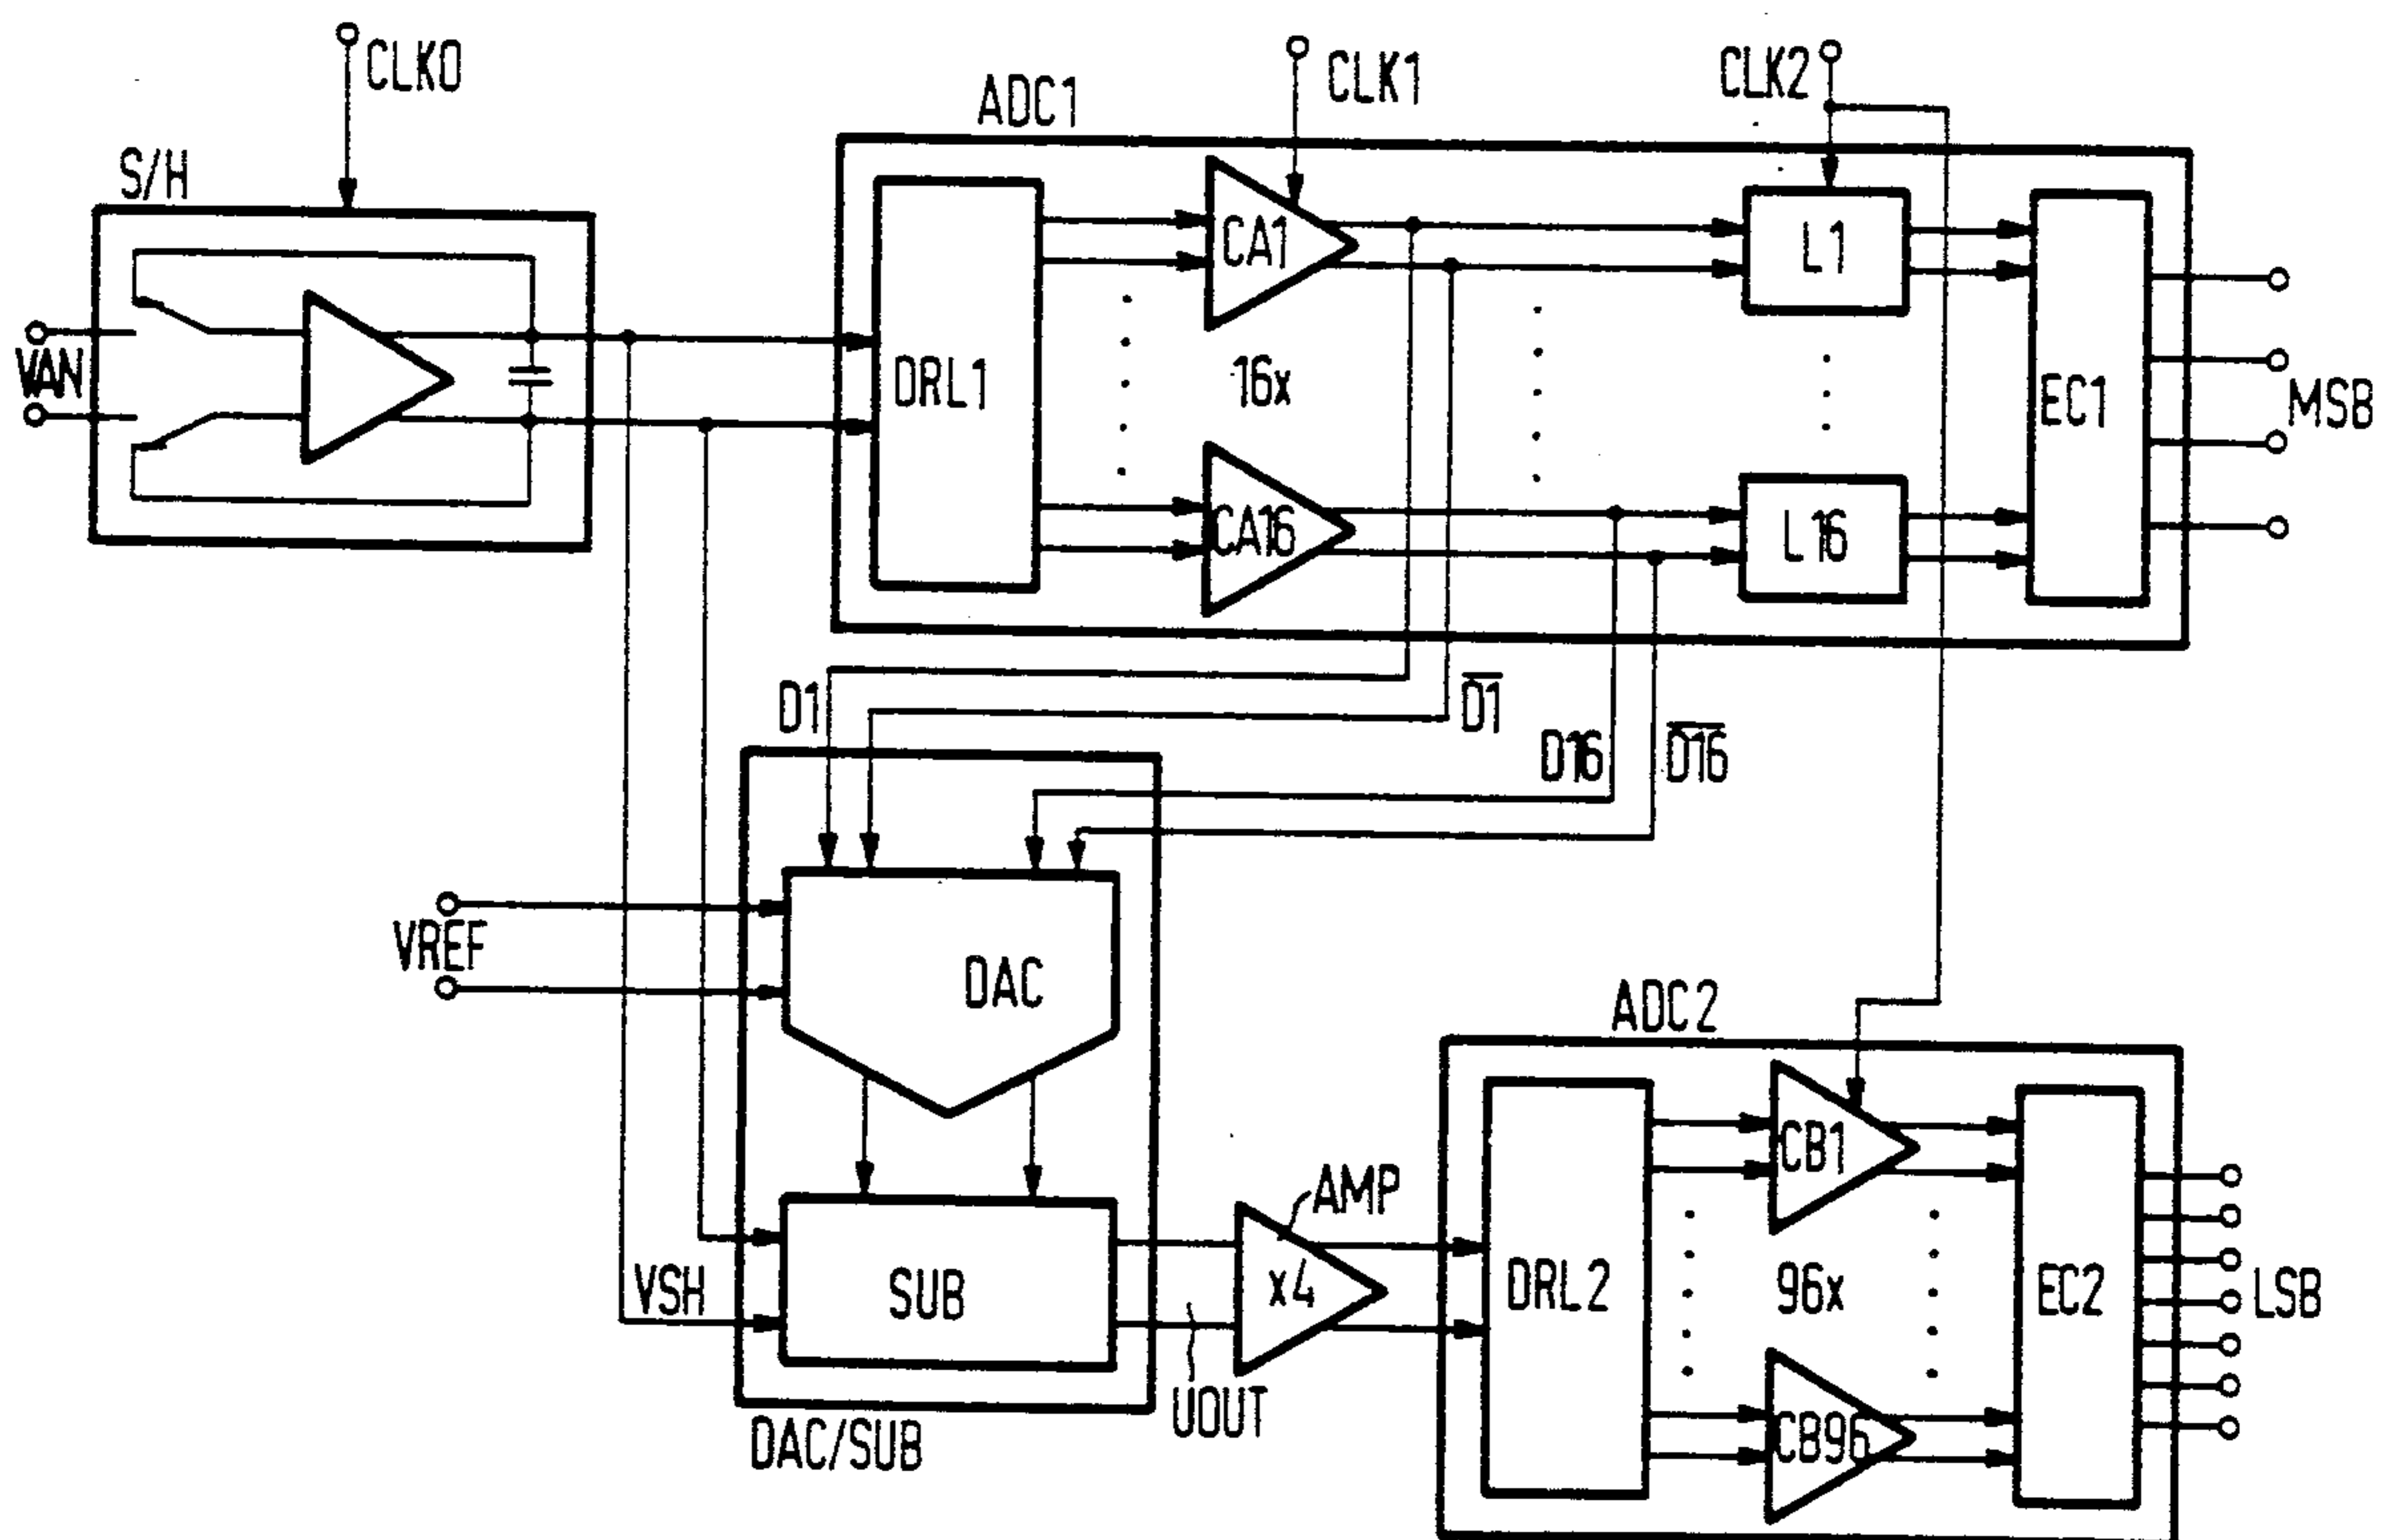 CLK0
CLK1
CLK2
ADC1
S/H
CA1
L1
VAN
DRL1
16x
EC1
MSB
CA16
L16
D1
D1
D16
D16
VREF
DAC
ADC2
CB1
AMP
VSH
SUB
x4
DRL2
96x
EC2
LSB
UOUT
CB96
DAC/SUB